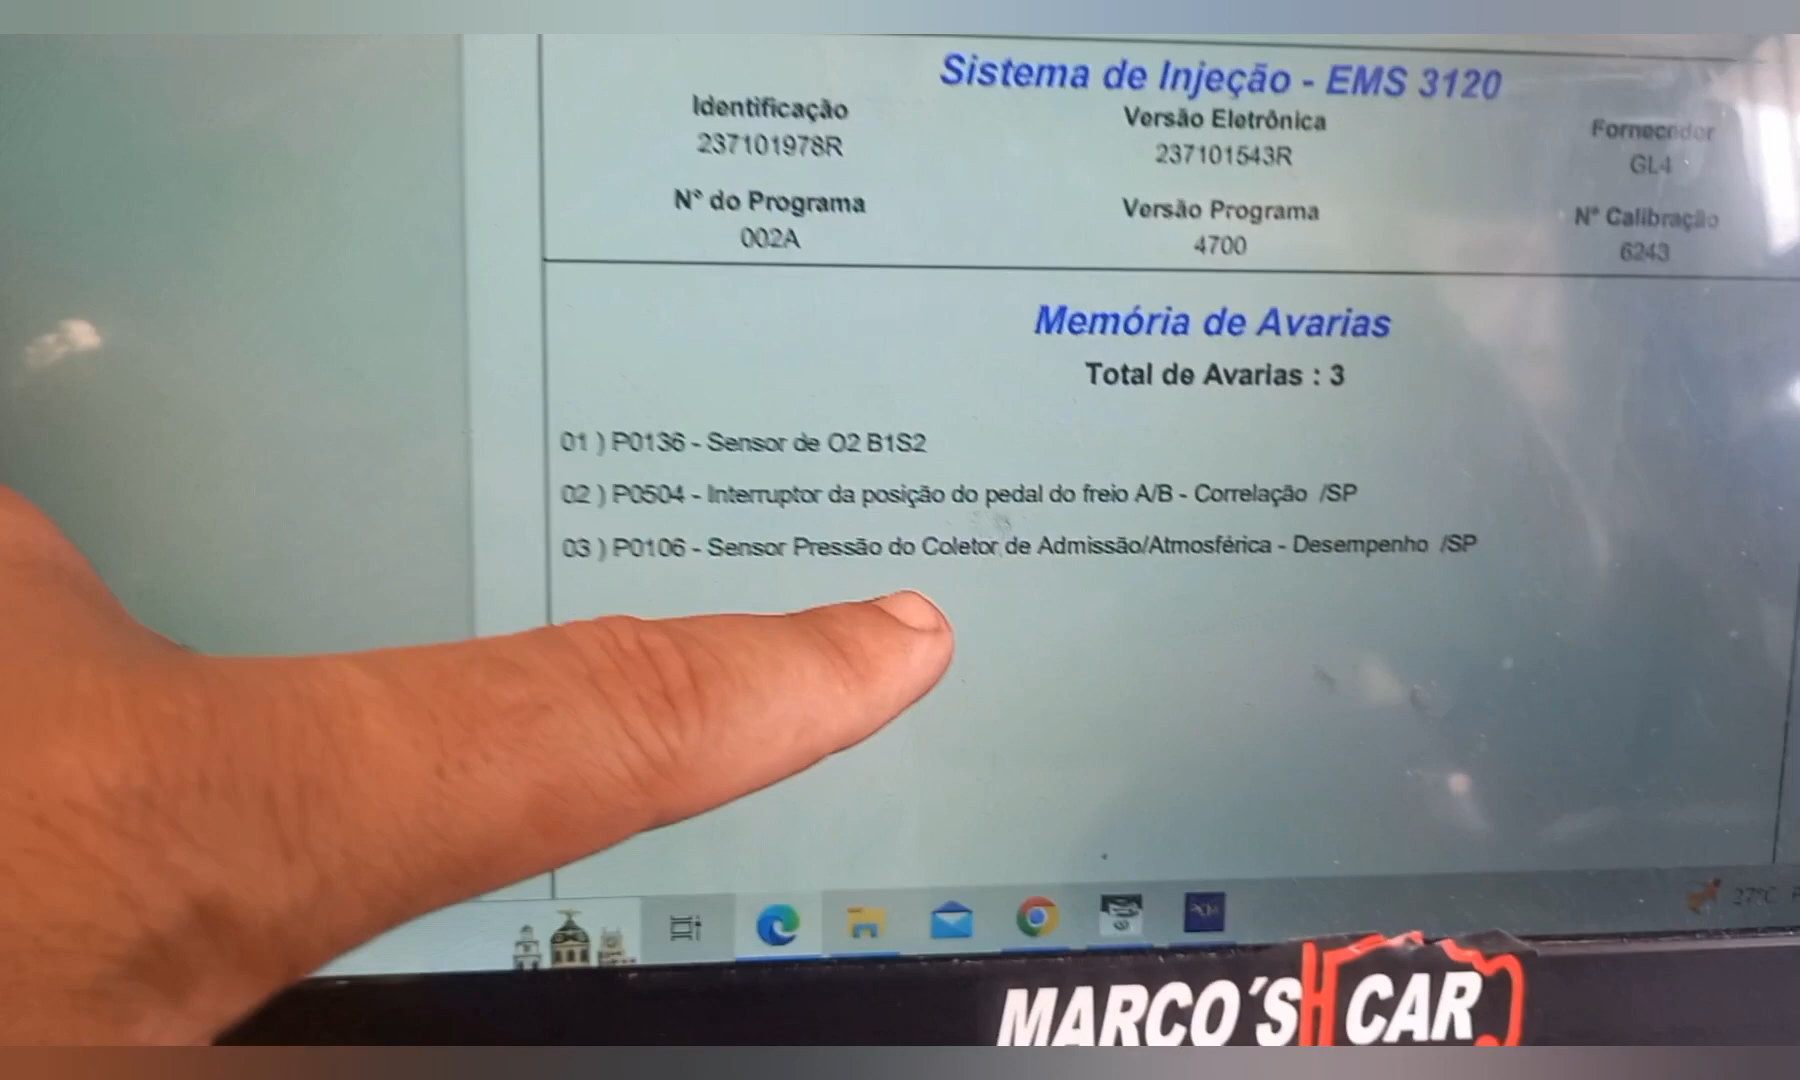 Sistema de Injeção - EMS 3120
Identificação
237101978R
Versão Eletrônica
237101543R
Fornecedor
GL4
Nº do Programa
002A
Versão Programa
4700
Nº Calibração
6243
Memória de Avarias
Total de Avarias : 3
01 ) P0136 - Sensor de O2 B1S2
02 ) P0504 - Interruptor da posição do pedal do freio A/B - Correlação /SP
03 ) P0106 - Sensor Pressão do Coletor de Admissão/Atmosférica - Desempenho /SP
27°C
MARCO'S CAR